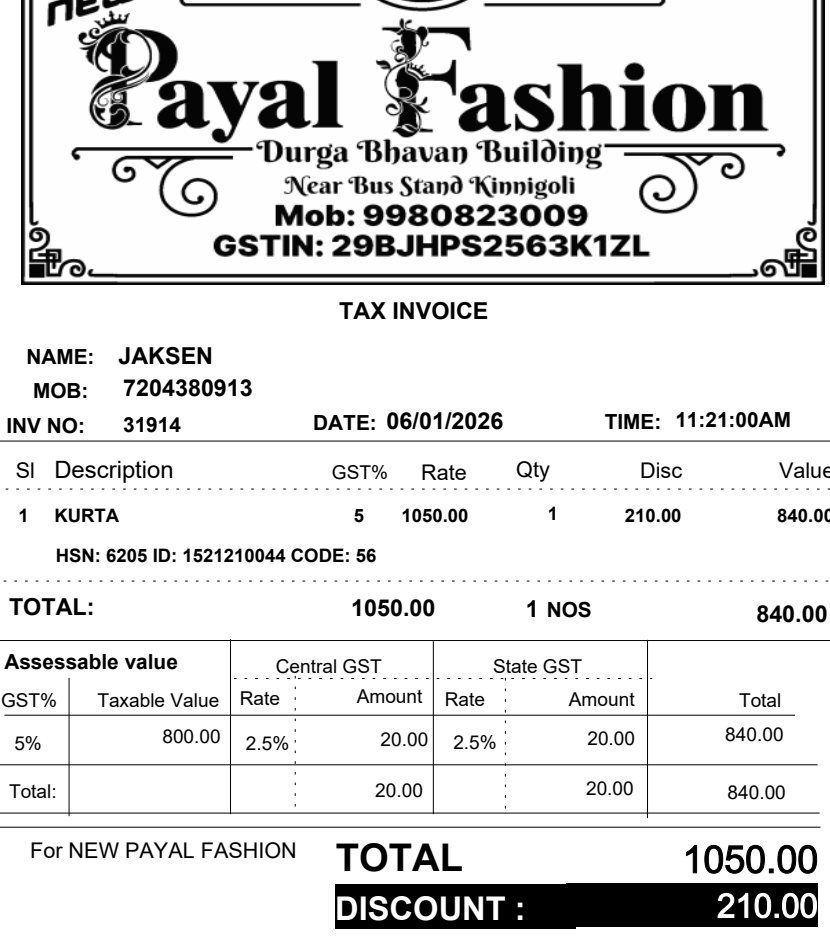 new
Payal Fashion
Durga Bhavan Building
Near Bus Stand Kinnigoli
Mob: 9980823009
GSTIN: 29BJHPS2563K1ZL
TAX INVOICE
NAME: JAKSEN
MOB: 7204380913
INV NO: 31914 DATE: 06/01/2026 TIME: 11:21:00AM
Sl Description GST% Rate Qty Disc Value
1 KURTA 5 1050.00 1 210.00 840.00
HSN: 6205 ID: 1521210044 CODE: 56
TOTAL: 1050.00 1 NOS 840.00
Assessable value Central GST State GST
GST% Taxable Value Rate Amount Rate Amount Total
5% 800.00 2.5% 20.00 2.5% 20.00 840.00
Total: 20.00 20.00 840.00
For NEW PAYAL FASHION TOTAL 1050.00
DISCOUNT : 210.00